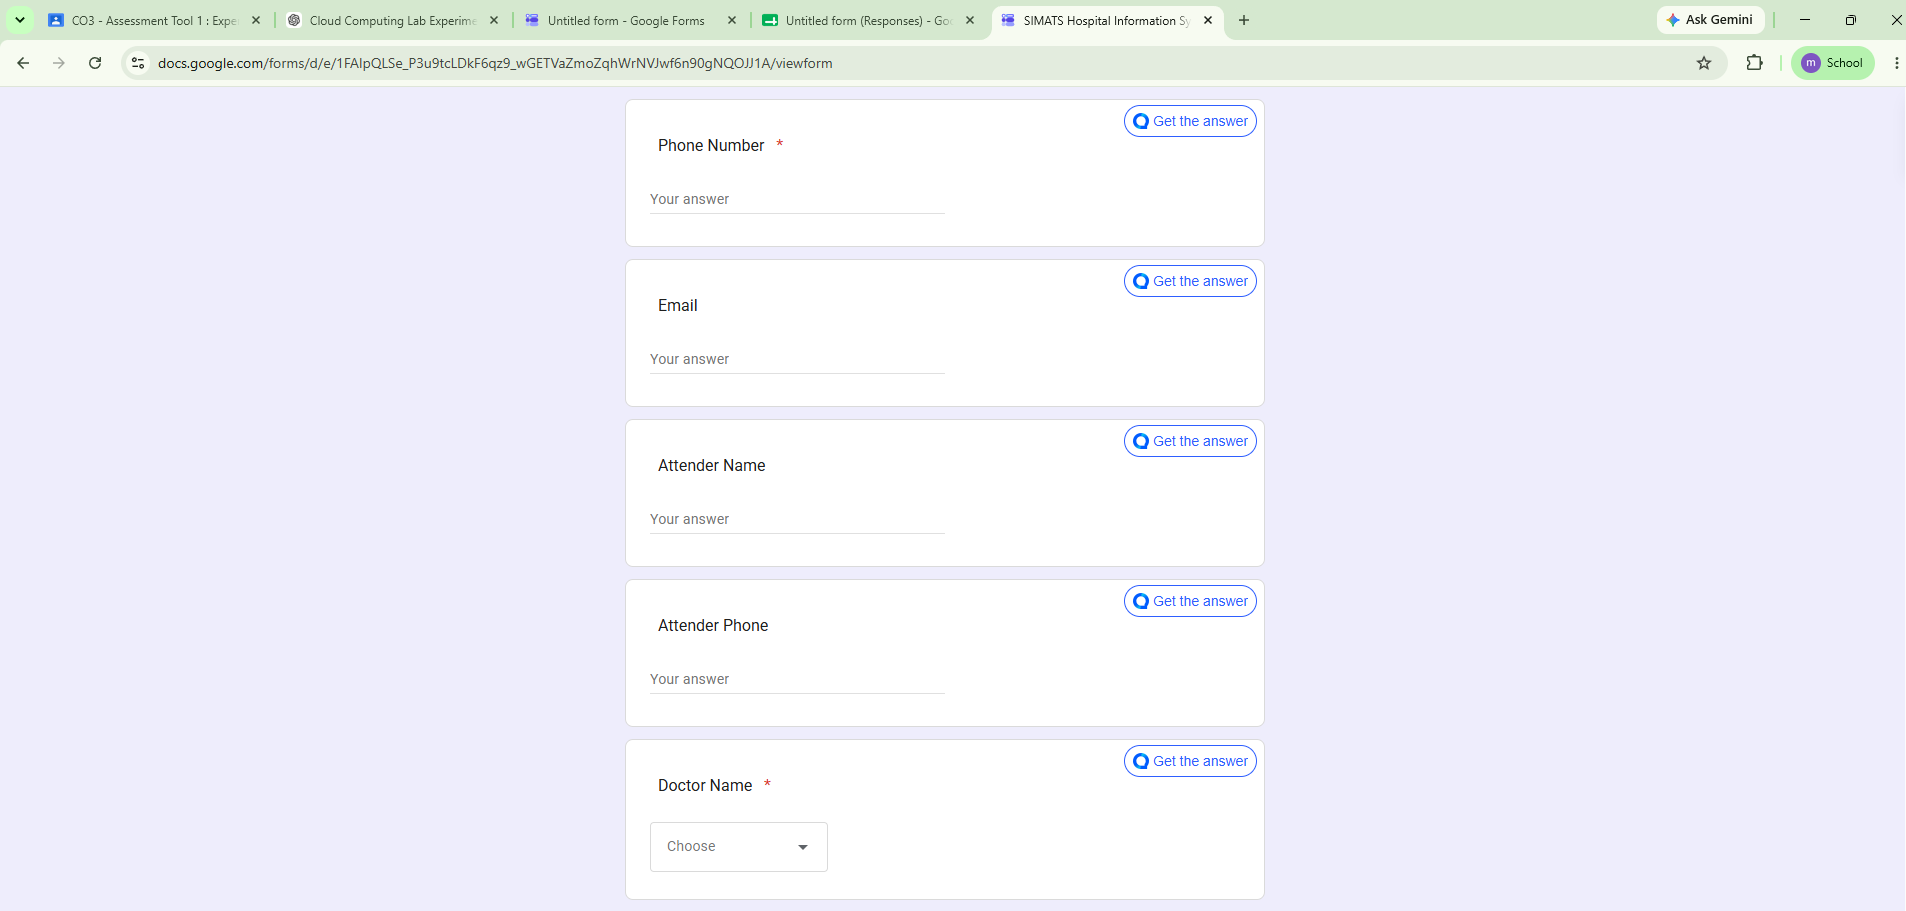 CO3 - Assessment Tool 1 : Expe
Cloud Computing Lab Experime
Untitled form - Google Forms
Untitled form (Responses) - Goo
SIMATS Hospital Information Sy
Ask Gemini
docs.google.com/forms/d/e/1FAIpQLSe_P3u9tcLDkF6qz9_wGETVaZmoZqhWrNVJwf6n90gNQOJJ1A/viewform
m School
Get the answer
Phone Number *
Your answer
Get the answer
Email
Your answer
Get the answer
Attender Name
Your answer
Get the answer
Attender Phone
Your answer
Get the answer
Doctor Name *
Choose